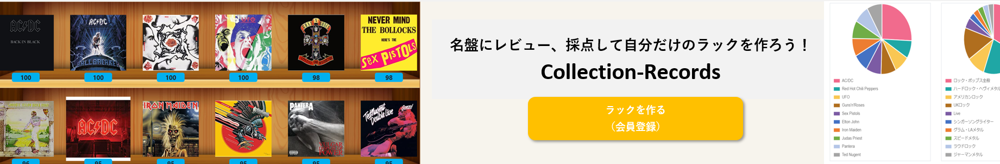 AC/DC
BACK IN BLACK
AC/DC
BALLBREAKER
UFO
GUNS N' ROSES
NEVER MIND
THE BOLLOCKS
HERE'S THE
SEX PISTOLS
100
100
100
100
98
98
AC/DC
IRON MAIDEN
PANTERA
VULGAR
DISPLAY OF
POWER
Ted Nugent
Double Live
Gonzo!
96
95
95
95
95
95
名盤にレビュー、採点して自分だけのラックを作ろう！
Collection-Records
ラックを作る
（会員登録）
AC/DC
Red Hot Chili Peppers
UFO
Guns'n'Roses
Sex Pistols
Elton John
Iron Maiden
Judas Priest
Pantera
Ted Nugent
ロック・ポップス全般
ハードロック・ヘヴィメタル
アメリカンロック
UKロック
Live
シンガーソングライター
グラム・LAメタル
スピードメタル
ラウドロック
ジャーマンメタル